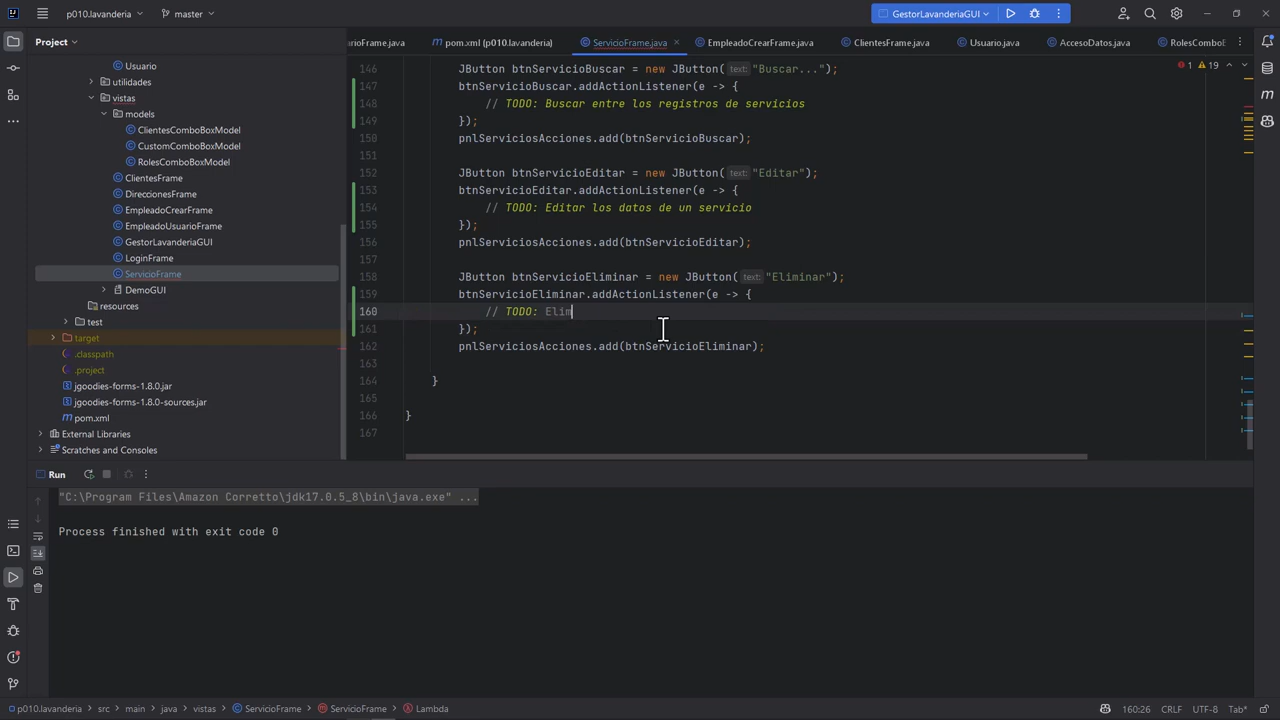 p010.lavanderia
master
GestorLavanderiaGUI
Project
arioFrame.java
pom.xml (p010.lavanderia)
ServicioFrame.java
EmpleadoCrearFrame.java
ClientesFrame.java
Usuario.java
AccesoDatos.java
RolesComboE
Usuario
utilidades
vistas
models
ClientesComboBoxModel
CustomComboBoxModel
RolesComboBoxModel
ClientesFrame
DireccionesFrame
EmpleadoCrearFrame
EmpleadoUsuarioFrame
GestorLavanderiaGUI
LoginFrame
ServicioFrame
DemoGUI
resources
test
target
.classpath
.project
jgoodies-forms-1.8.0.jar
jgoodies-forms-1.8.0-sources.jar
pom.xml
External Libraries
Scratches and Consoles
1 19
146 JButton btnServicioBuscar = new JButton( text: "Buscar...");
147 btnServicioBuscar.addActionListener(e -> {
148 // TODO: Buscar entre los registros de servicios
149 });
150 pnlServiciosAcciones.add(btnServicioBuscar);
151
152 JButton btnServicioEditar = new JButton( text: "Editar");
153 btnServicioEditar.addActionListener(e -> {
154 // TODO: Editar los datos de un servicio
155 });
156 pnlServiciosAcciones.add(btnServicioEditar);
157
158 JButton btnServicioEliminar = new JButton( text: "Eliminar");
159 btnServicioEliminar.addActionListener(e -> {
160 // TODO: Elim
161 });
162 pnlServiciosAcciones.add(btnServicioEliminar);
163
164 }
165
166 }
167
Run
"C:\Program Files\Amazon Corretto\jdk17.0.5_8\bin\java.exe" ...
Process finished with exit code 0
p010.lavanderia > src > main > java > vistas > ServicioFrame > ServicioFrame > Lambda
160:26 CRLF UTF-8 Tab*